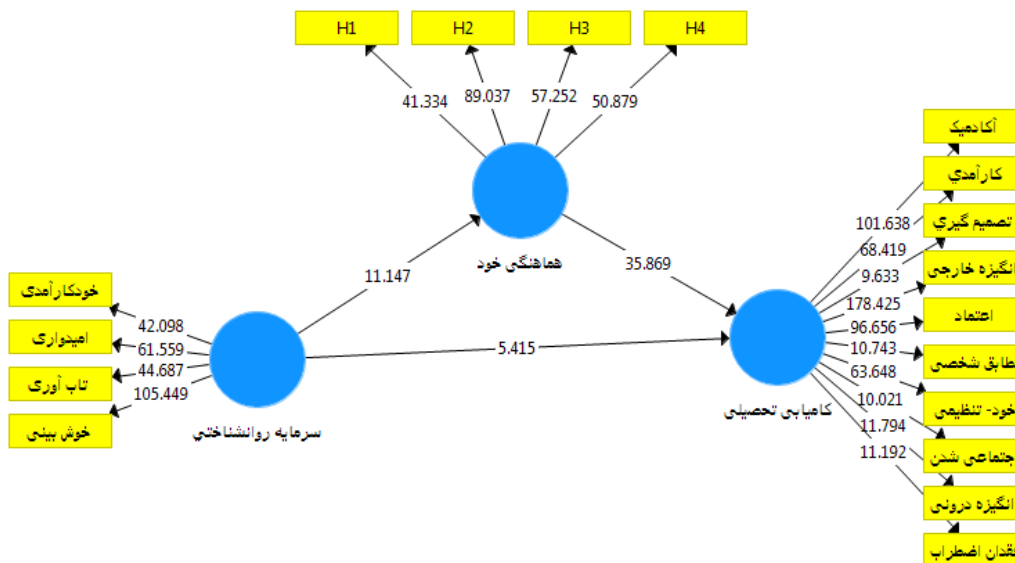 H1
H2
H3
H4
41.334
89.037
57.252
50.879
هماهنگی خود
11.147
35.869
5.415
خودکارآمدی
امیدواری
تاب آوری
خوش بینی
42.098
61.559
44.687
105.449
سرمایه روانشناختي
کامیابی تحصیلی
101.638
68.419
9.633
178.425
96.656
10.743
63.648
10.021
11.794
11.192
آکادمیک
کارآمدي
تصمیم گیري
انگیزه خارجی
اعتماد
طابق شخصی
خود- تنظیمی
جتماعی شدن
انگیزه درونی
فقدان اضطراب